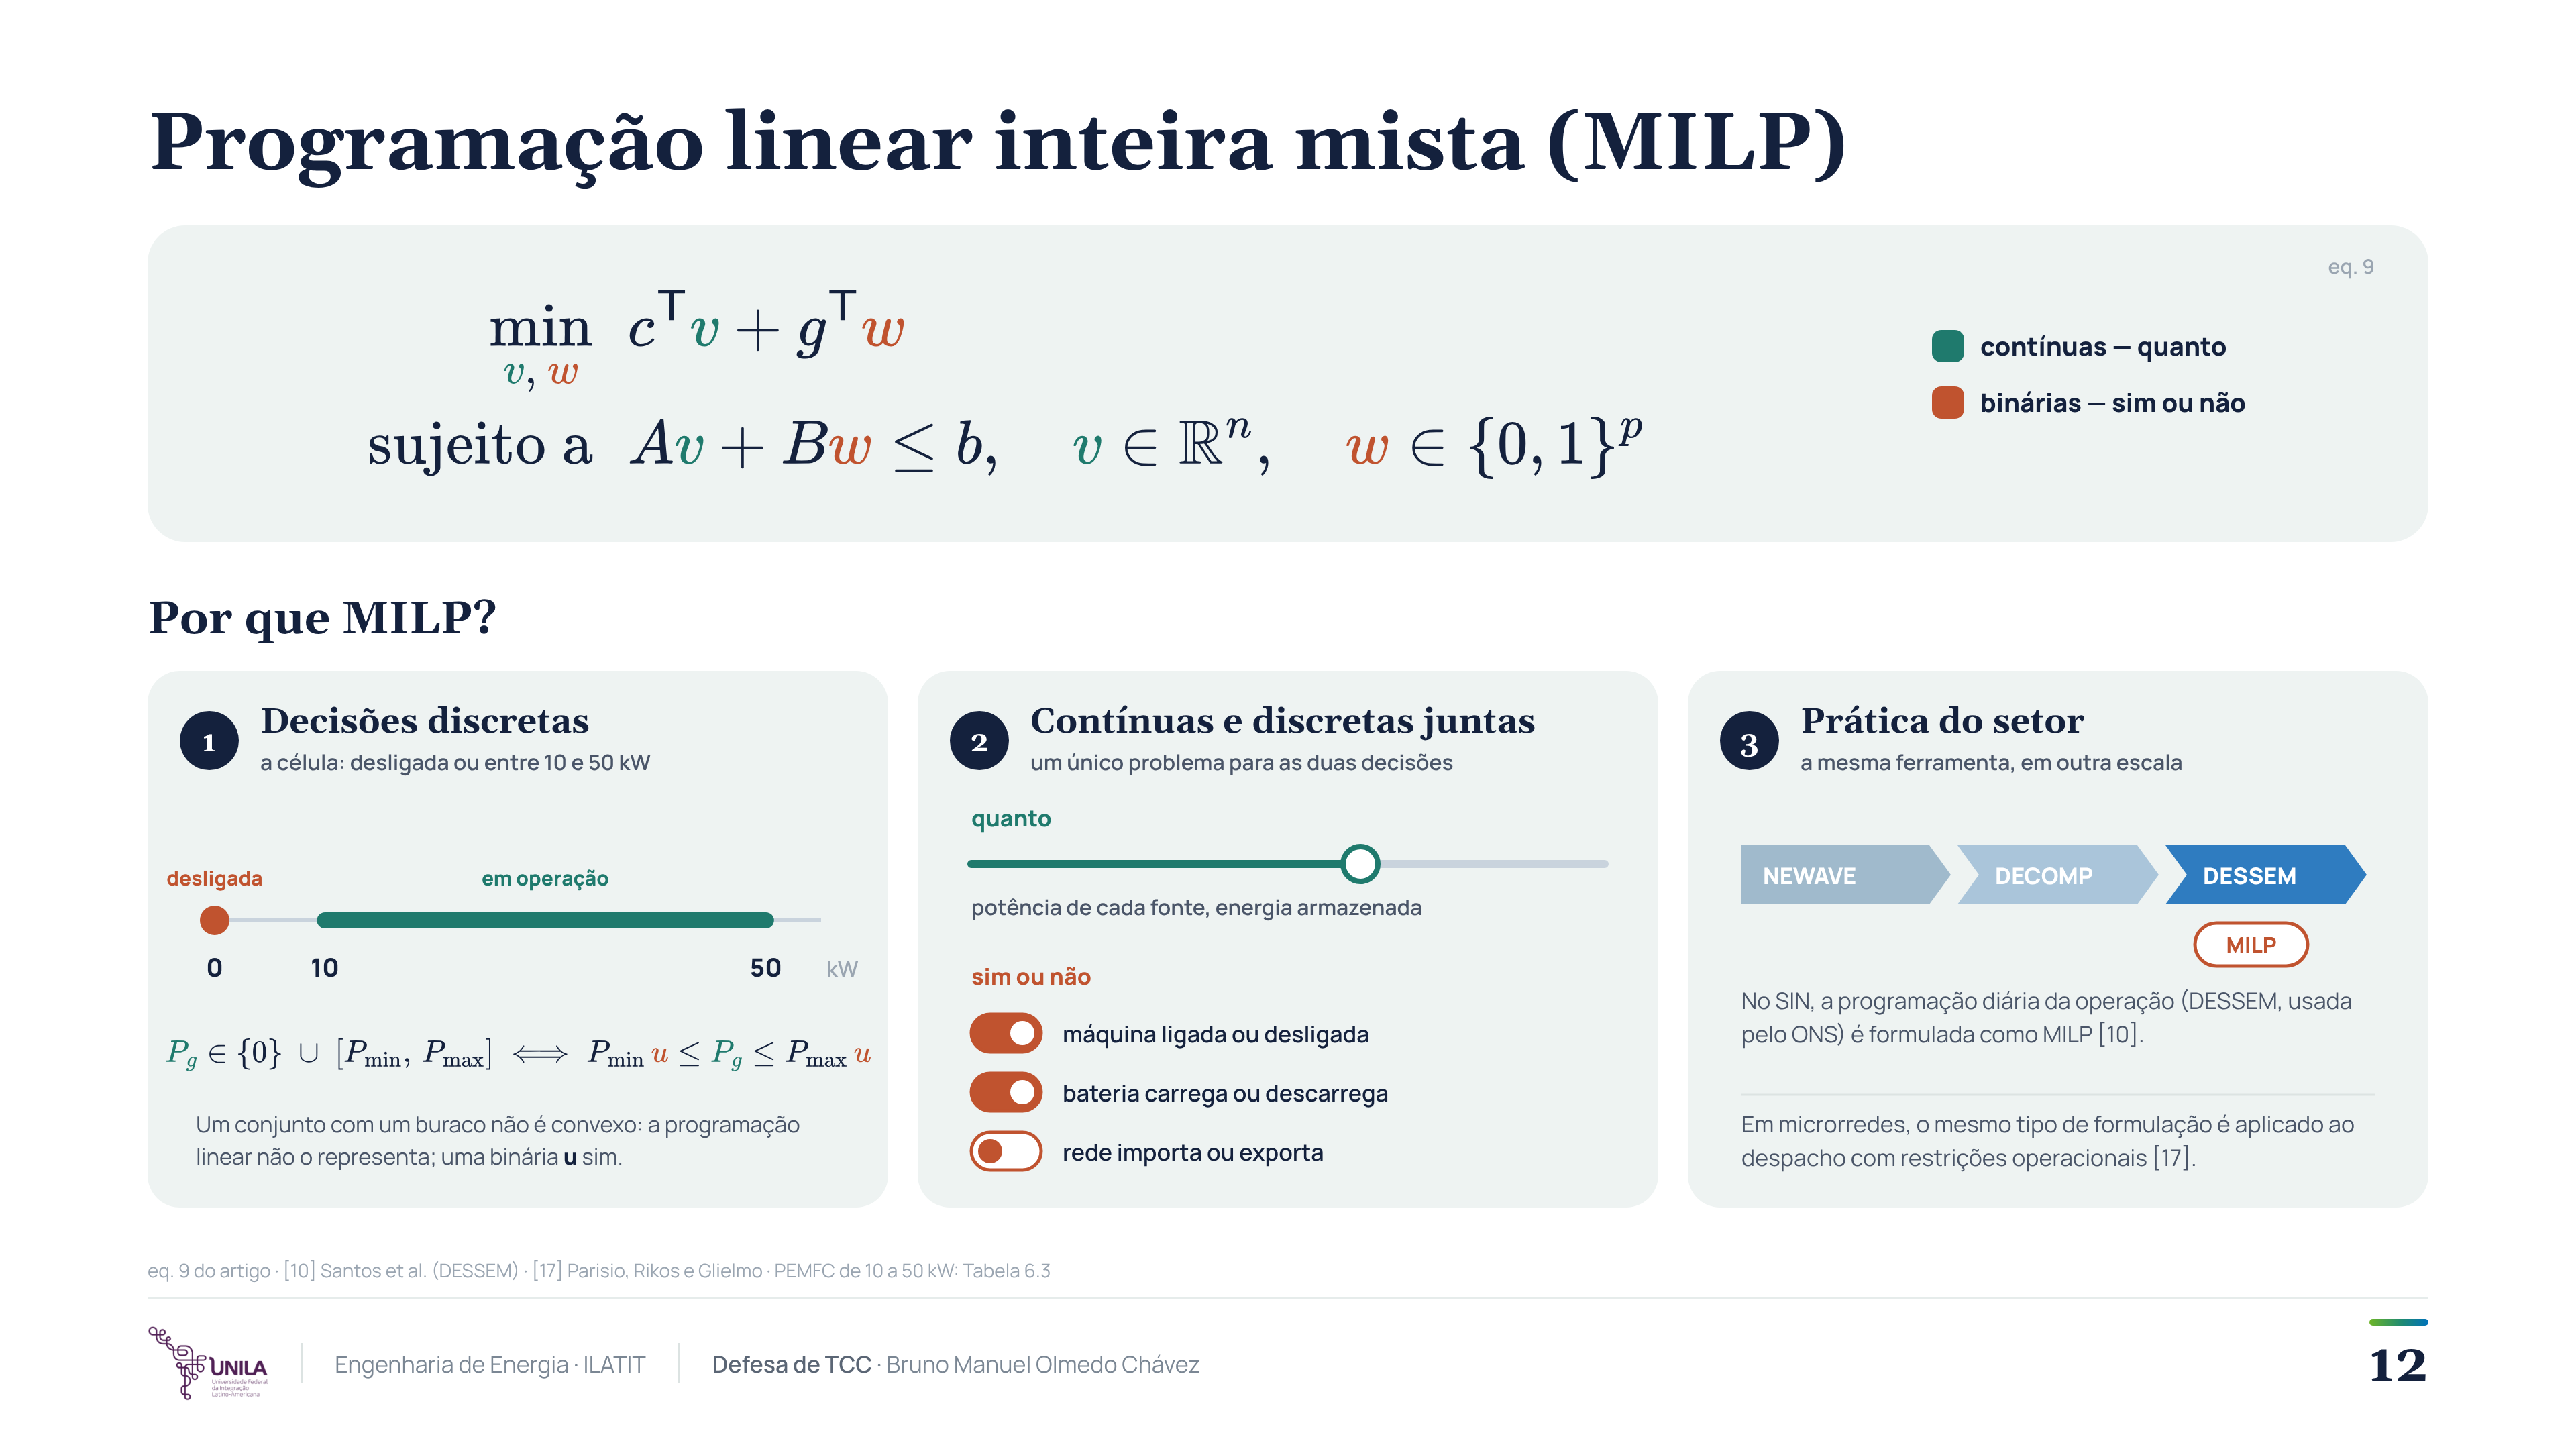 Programação linear inteira mista (MILP)
eq. 9
min c⊤v + g⊤w
v, w
sujeito a Av + Bw ≤ b, v ∈ ℝⁿ, w ∈ {0, 1}ᵖ
contínuas — quanto
binárias — sim ou não
Por que MILP?
1 Decisões discretas
a célula: desligada ou entre 10 e 50 kW
desligada em operação
0 10 50 kW
P_g ∈ {0} ∪ [P_min, P_max] ⟺ P_min u ≤ P_g ≤ P_max u
Um conjunto com um buraco não é convexo: a programação
linear não o representa; uma binária u sim.
2 Contínuas e discretas juntas
um único problema para as duas decisões
quanto
potência de cada fonte, energia armazenada
sim ou não
máquina ligada ou desligada
bateria carrega ou descarrega
rede importa ou exporta
3 Prática do setor
a mesma ferramenta, em outra escala
NEWAVE DECOMP DESSEM
MILP
No SIN, a programação diária da operação (DESSEM, usada
pelo ONS) é formulada como MILP [10].
Em microrredes, o mesmo tipo de formulação é aplicado ao
despacho com restrições operacionais [17].
eq. 9 do artigo · [10] Santos et al. (DESSEM) · [17] Parisio, Rikos e Glielmo · PEMFC de 10 a 50 kW: Tabela 6.3
UNILA
Universidade Federal
da Integração
Latino-Americana
Engenharia de Energia · ILATIT
Defesa de TCC · Bruno Manuel Olmedo Chávez
12